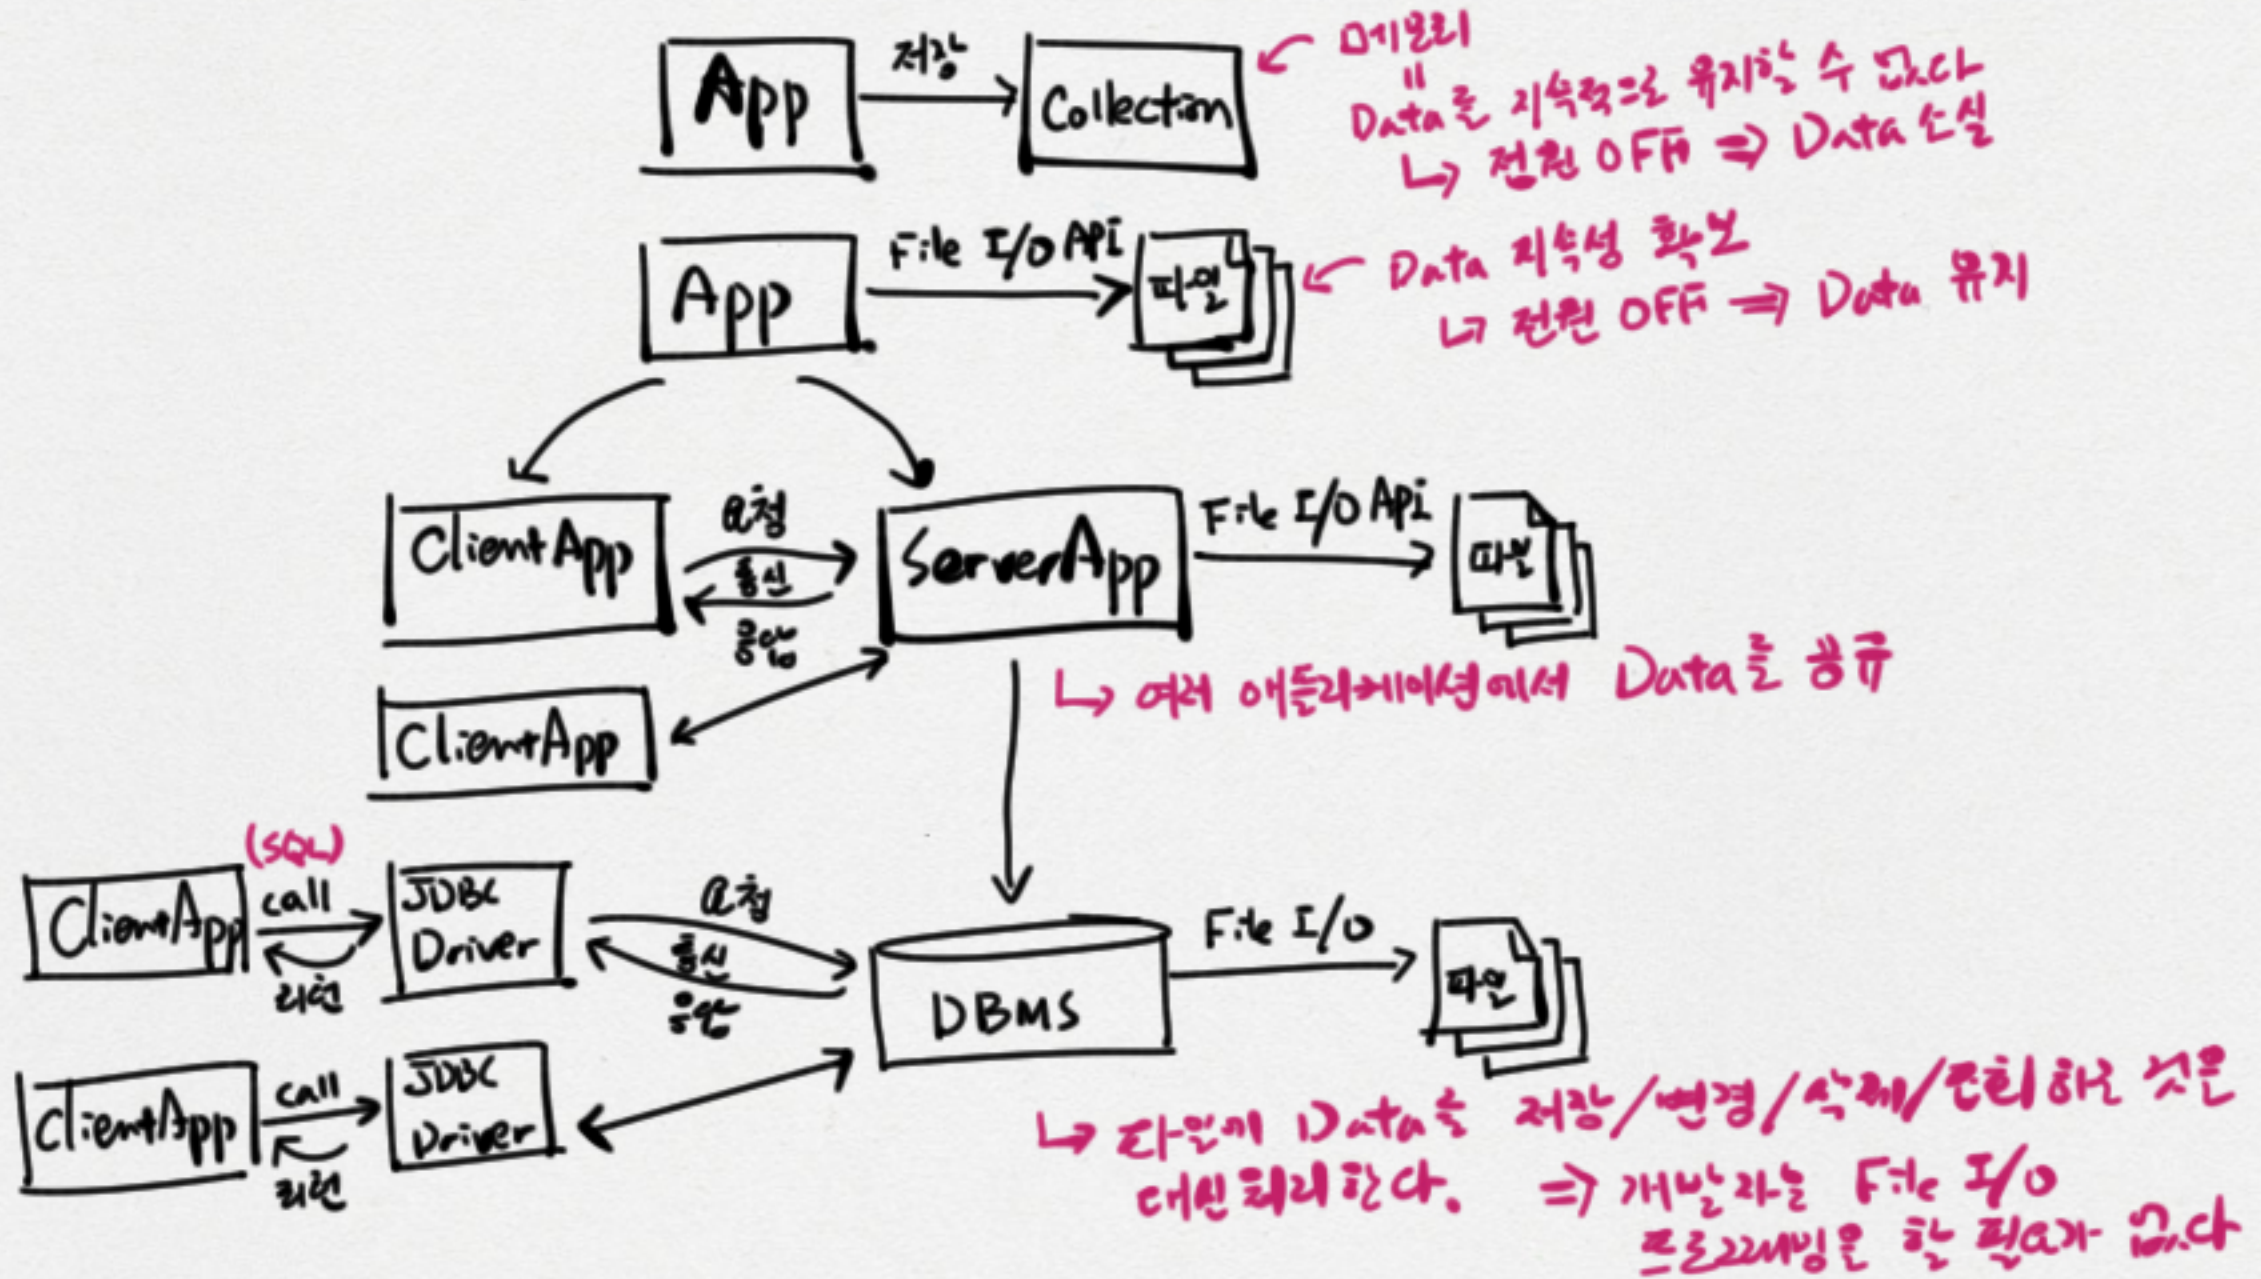 App
저장
Collection
메모리
Data를 지속적으로 유지할 수 없다
전원 OFF ⇒ Data 소실
App
File I/O API
파일
Data 지속성 확보
전원 OFF ⇒ Data 유지
ClientApp
요청
통신
응답
ServerApp
File I/O API
파일
여러 애플리케이션에서 Data를 공유
ClientApp
(SQL)
ClientApp
call
리턴
JDBC
Driver
요청
통신
응답
DBMS
File I/O
파일
ClientApp
call
리턴
JDBC
Driver
파일에 Data를 저장/변경/삭제/조회하는 것을
대신 처리한다. ⇒ 개발자는 File I/O
프로그래밍을 할 필요가 없다